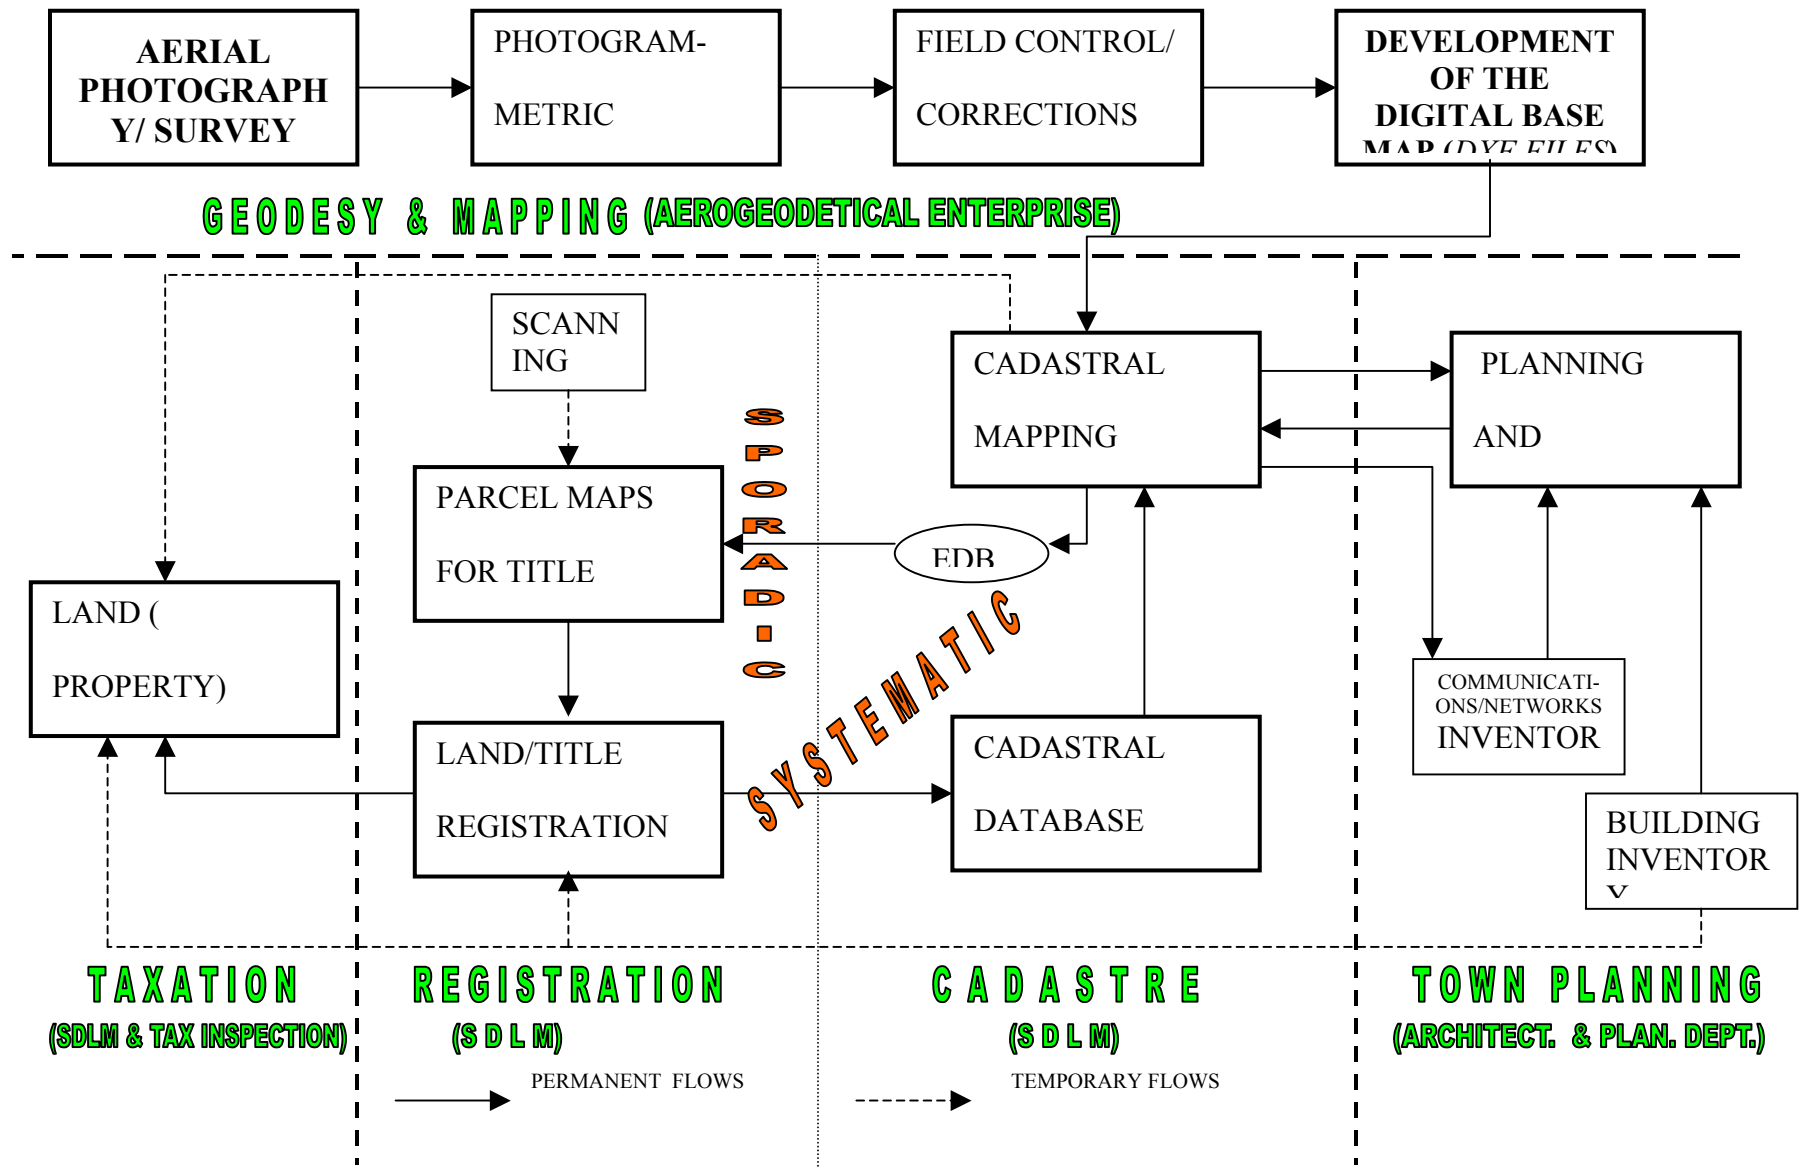 AERIAL
PHOTOGRAPH
Y/ SURVEY
PHOTOGRAM-
METRIC
FIELD CONTROL/
CORRECTIONS
DEVELOPMENT
OF THE
DIGITAL BASE
MAP (DXF FILES)
GEODESY & MAPPING (AEROGEODETICAL ENTERPRISE)
SCANN
ING
CADASTRAL
MAPPING
PLANNING
AND
SPORADIC
PARCEL MAPS
FOR TITLE
EDB
LAND (
PROPERTY)
SYSTEMATIC
COMMUNICATI-
ONS/NETWORKS
INVENTOR
LAND/TITLE
REGISTRATION
CADASTRAL
DATABASE
BUILDING
INVENTOR
Y
TAXATION
(SDLM & TAX INSPECTION)
REGISTRATION
(S D L M)
CADASTRE
(S D L M)
TOWN PLANNING
(ARCHITECT. & PLAN. DEPT.)
PERMANENT FLOWS
TEMPORARY FLOWS